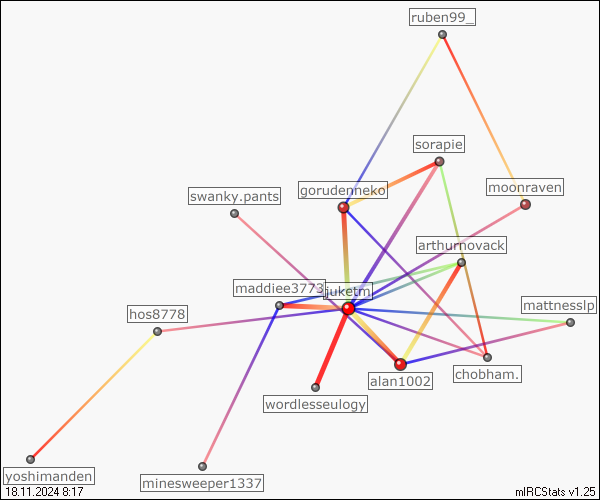 ruben99_
sorapie
gorudenneko
moonraven
swanky.pants
arthurnovack
maddiee3773
juketm
mattnesslp
hos8778
alan1002
chobham.
wordlesseulogy
yoshimanden
minesweeper1337
18.11.2024 8:17
mIRCStats v1.25